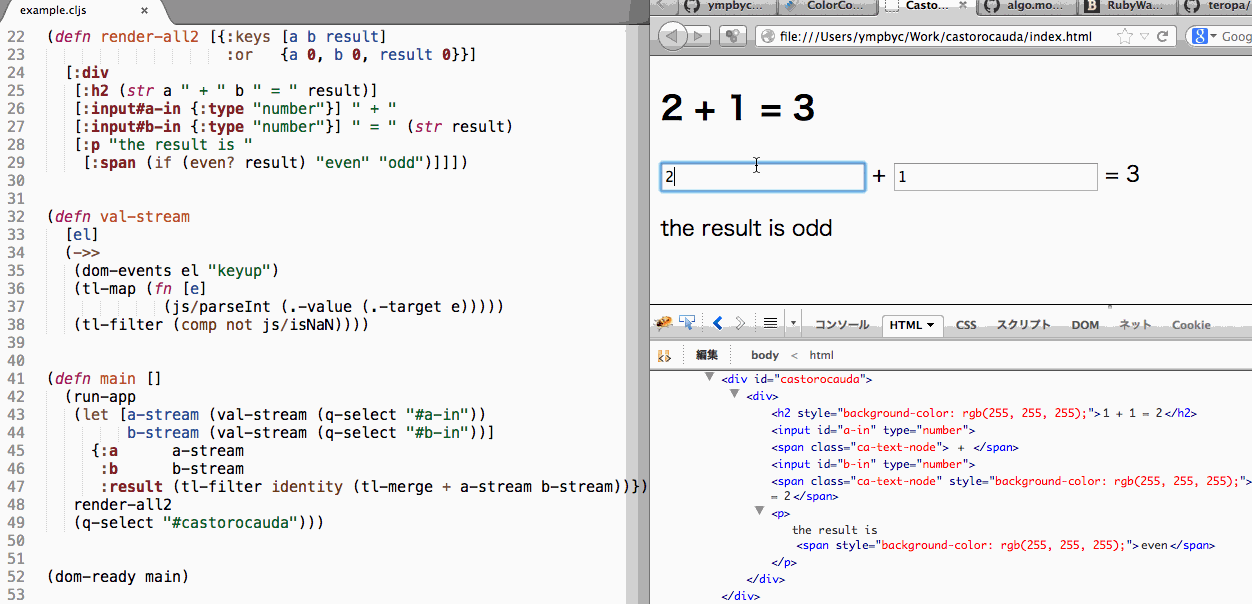 example.cljs ×
22 (defn render-all2 [{:keys [a b result]
23 :or {a 0, b 0, result 0}}]
24 [:div
25 [:h2 (str a " + " b " = " result)]
26 [:input#a-in {:type "number"}] " + "
27 [:input#b-in {:type "number"}] " = " (str result)
28 [:p "the result is "
29 [:span (if (even? result) "even" "odd")]]])
30
31
32 (defn val-stream
33 [el]
34 (->>
35 (dom-events el "keyup")
36 (tl-map (fn [e]
37 (js/parseInt (.-value (.-target e)))))
38 (tl-filter (comp not js/isNaN))))
39
40
41 (defn main []
42 (run-app
43 (let [a-stream (val-stream (q-select "#a-in"))
44 b-stream (val-stream (q-select "#b-in"))]
45 {:a a-stream
46 :b b-stream
47 :result (tl-filter identity (tl-merge + a-stream b-stream))})
48 render-all2
49 (q-select "#castorocauda")))
50
51
52 (dom-ready main)
53
ympbyc... ColorCo... Casto... × algo.mo... RubyWa... teropa/
file:///Users/ympbyc/Work/castorocauda/index.html Goog
2 + 1 = 3
2 + 1 = 3
the result is odd
コンソール HTML CSS スクリプト DOM ネット Cookie
編集 body < html
<div id="castorocauda">
<div>
<h2 style="background-color: rgb(255, 255, 255);">1 + 1 = 2</h2>
<input id="a-in" type="number">
<span class="ca-text-node"> + </span>
<input id="b-in" type="number">
<span class="ca-text-node" style="background-color: rgb(255, 255, 255);">
= 2</span>
<p>
the result is
<span style="background-color: rgb(255, 255, 255);">even</span>
</p>
</div>
</div>